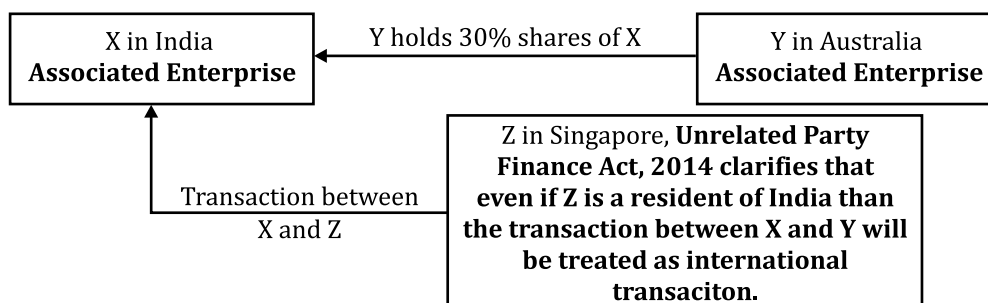 X in India
Associated Enterprise
Y holds 30% shares of X
Y in Australia
Associated Enterprise
Z in Singapore, Unrelated Party
Finance Act, 2014 clarifies that
even if Z is a resident of India than
the transaction between X and Y will
be treated as international
transaciton.
Transaction between
X and Z